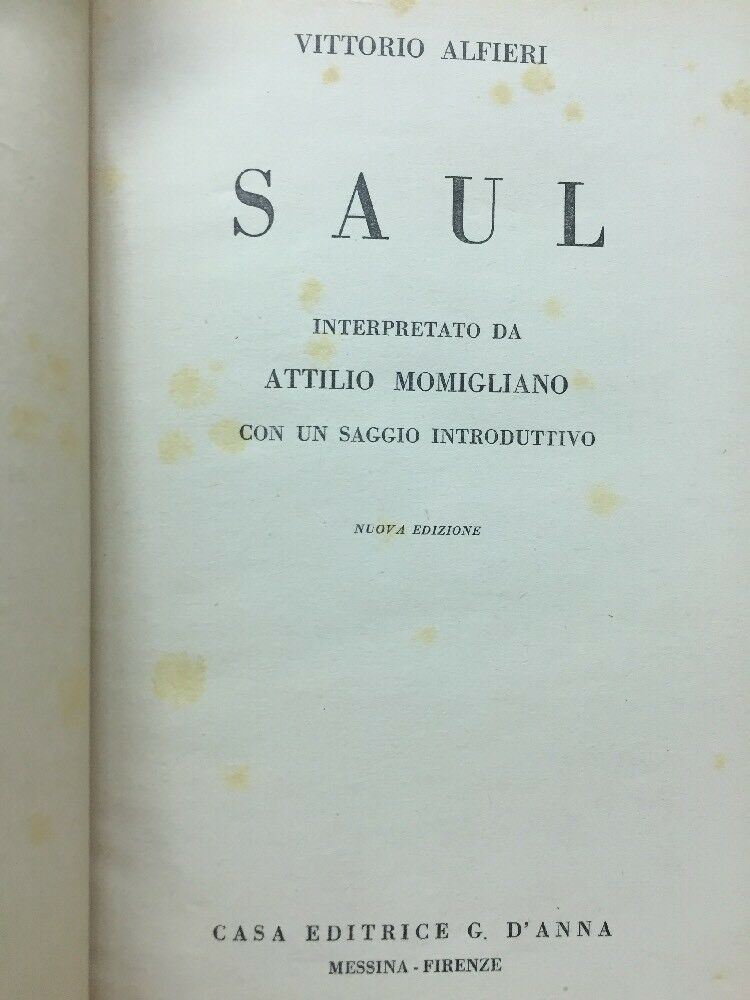 VITTORIO ALFIERI
SAUL
INTERPRETATO DA
ATTILIO MOMIGLIANO
CON UN SAGGIO INTRODUTTIVO
NUOVA EDIZIONE
CASA EDITRICE G. D'ANNA
MESSINA - FIRENZE